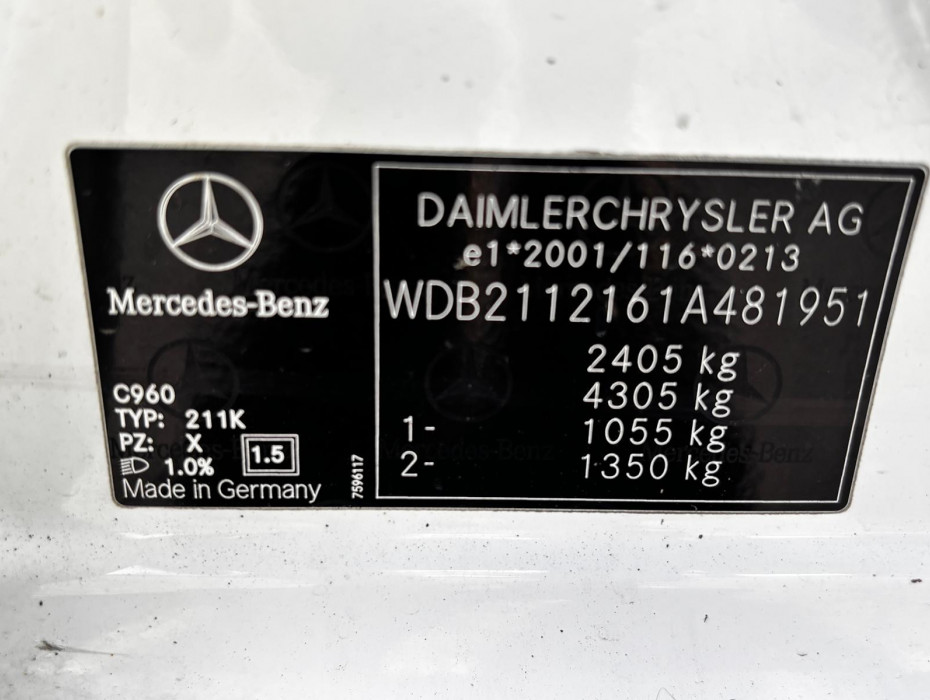 Mercedes-Benz
C960
TYP: 211K
PZ: X
1.0%
1.5
Made in Germany
7596117
DAIMLERCHRYSLER AG
e1*2001/116*0213
WDB2112161A481951
2405 kg
4305 kg
1- 1055 kg
2- 1350 kg